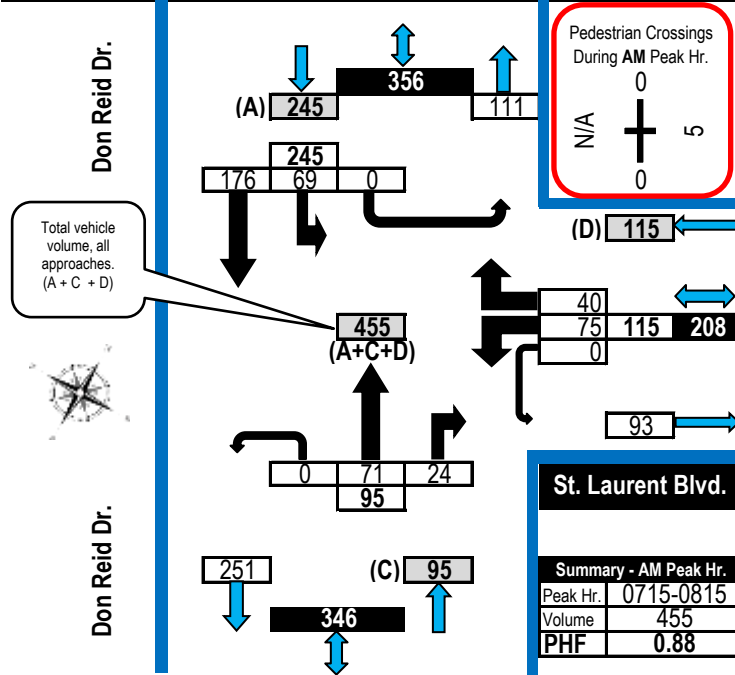 Don Reid Dr.
Pedestrian Crossings
During AM Peak Hr.
0
N/A
5
0
356
(A) 245
111
245
176 69 0
(D) 115
Total vehicle
volume, all
approaches.
(A + C + D)
455
(A+C+D)
40
75 115 208
0
93
0 71 24
95
St. Laurent Blvd.
Don Reid Dr.
251
(C) 95
346
Summary - AM Peak Hr.
Peak Hr. 0715-0815
Volume 455
PHF 0.88